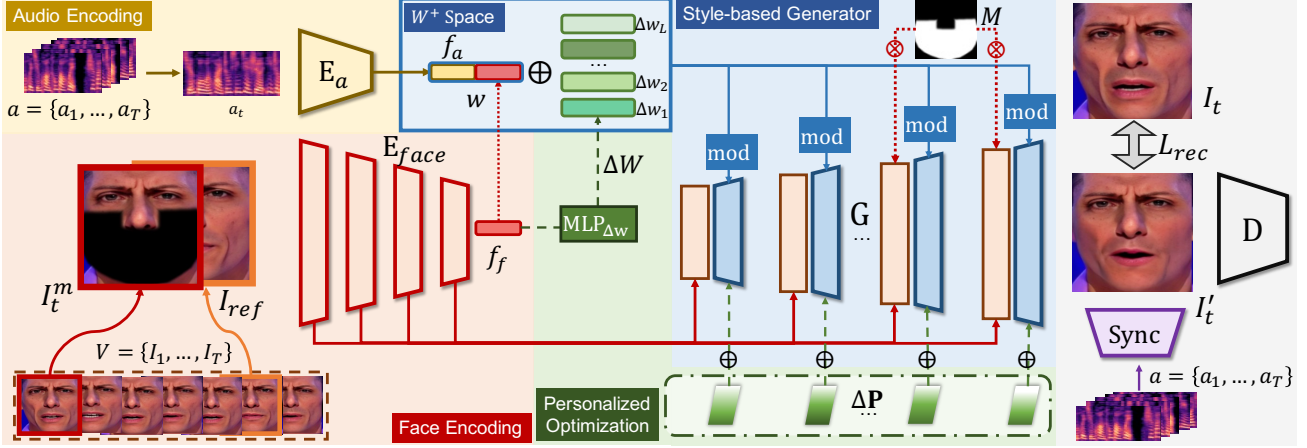 Audio Encoding
a = {a_1, ..., a_T}
a_t
E_a
W^+ Space
f_a
w
⊕
Δw_L
...
Δw_2
Δw_1
Style-based Generator
M
mod
mod
mod
mod
G
...
I_t
L_rec
D
I'_t
Sync
a = {a_1, ..., a_T}
E_face
ΔW
MLP_Δw
f_f
I_t^m
I_ref
V = {I_1, ..., I_T}
Face Encoding
Personalized
Optimization
⊕
⊕
⊕
⊕
ΔP
...